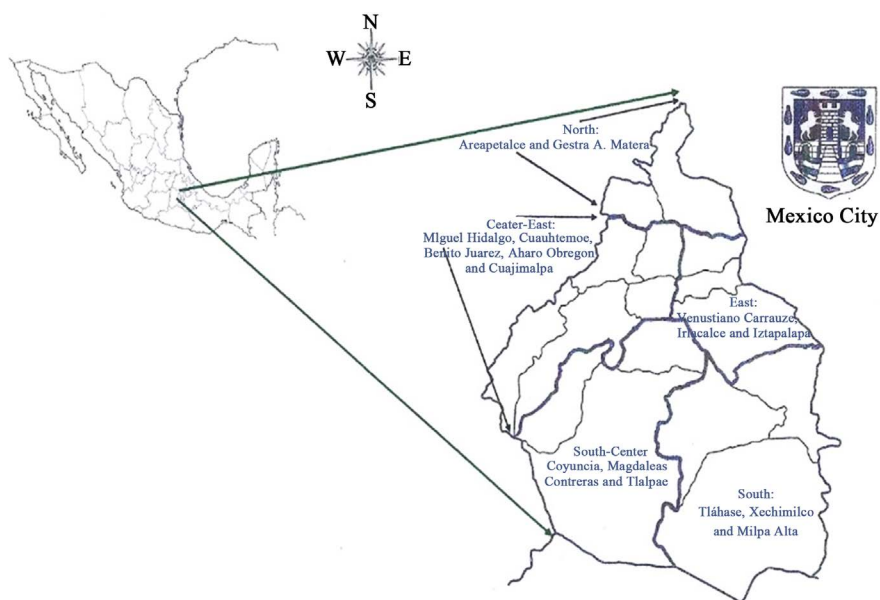 N
W E
S
North:
Areapetalce and Gestra A. Matera
Mexico City
Ceater-East:
Mlguel Hidalgo, Cuauhtemoe,
Benito Juarez, Aharo Obregon
and Cuajimalpa
East:
Venustiano Carrauze,
Irlacalce and Iztapalapa
South-Center
Coyuncia, Magdaleas
Contreras and Tlalpae
South:
Tláhase, Xechimilco
and Milpa Alta